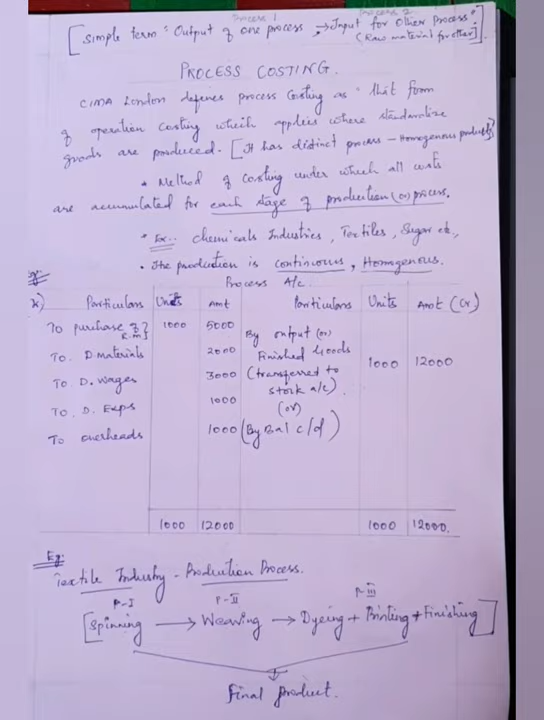 Process 1 Process 2
[Simple term "Output of one process → Input for Other Process"
(Raw material for other)]
PROCESS COSTING.
CIMA London defines process Costing as "that form
of operation costing which applies where standardize
goods are produced. [It has distinct process - Homogenous products]
* Method of Costing under which all costs
are accumulated for each stage of production (or) process.
* Ex:- Chemicals Industries, Textiles, Sugar etc.,
* The production is continuous, Homogenous.
Process A/c.
Particulars Units Amt Particulars Units Amt (Cr)
To purchase of R.m} 1000 5000 By output (or)
To D.Materials 2000 Finished Goods 1000 12000
To D. Wages 3000 (transferred to
stock a/c).
To D. Exps 1000 (or)
To overheads 1000 (By Bal c/d)
1000 12000 1000 12000.
Eg:
Textile Industry - Production Process.
P-I P-II P-III
[Spinning → Weaving → Dyeing + Printing + Finishing]
Final product.